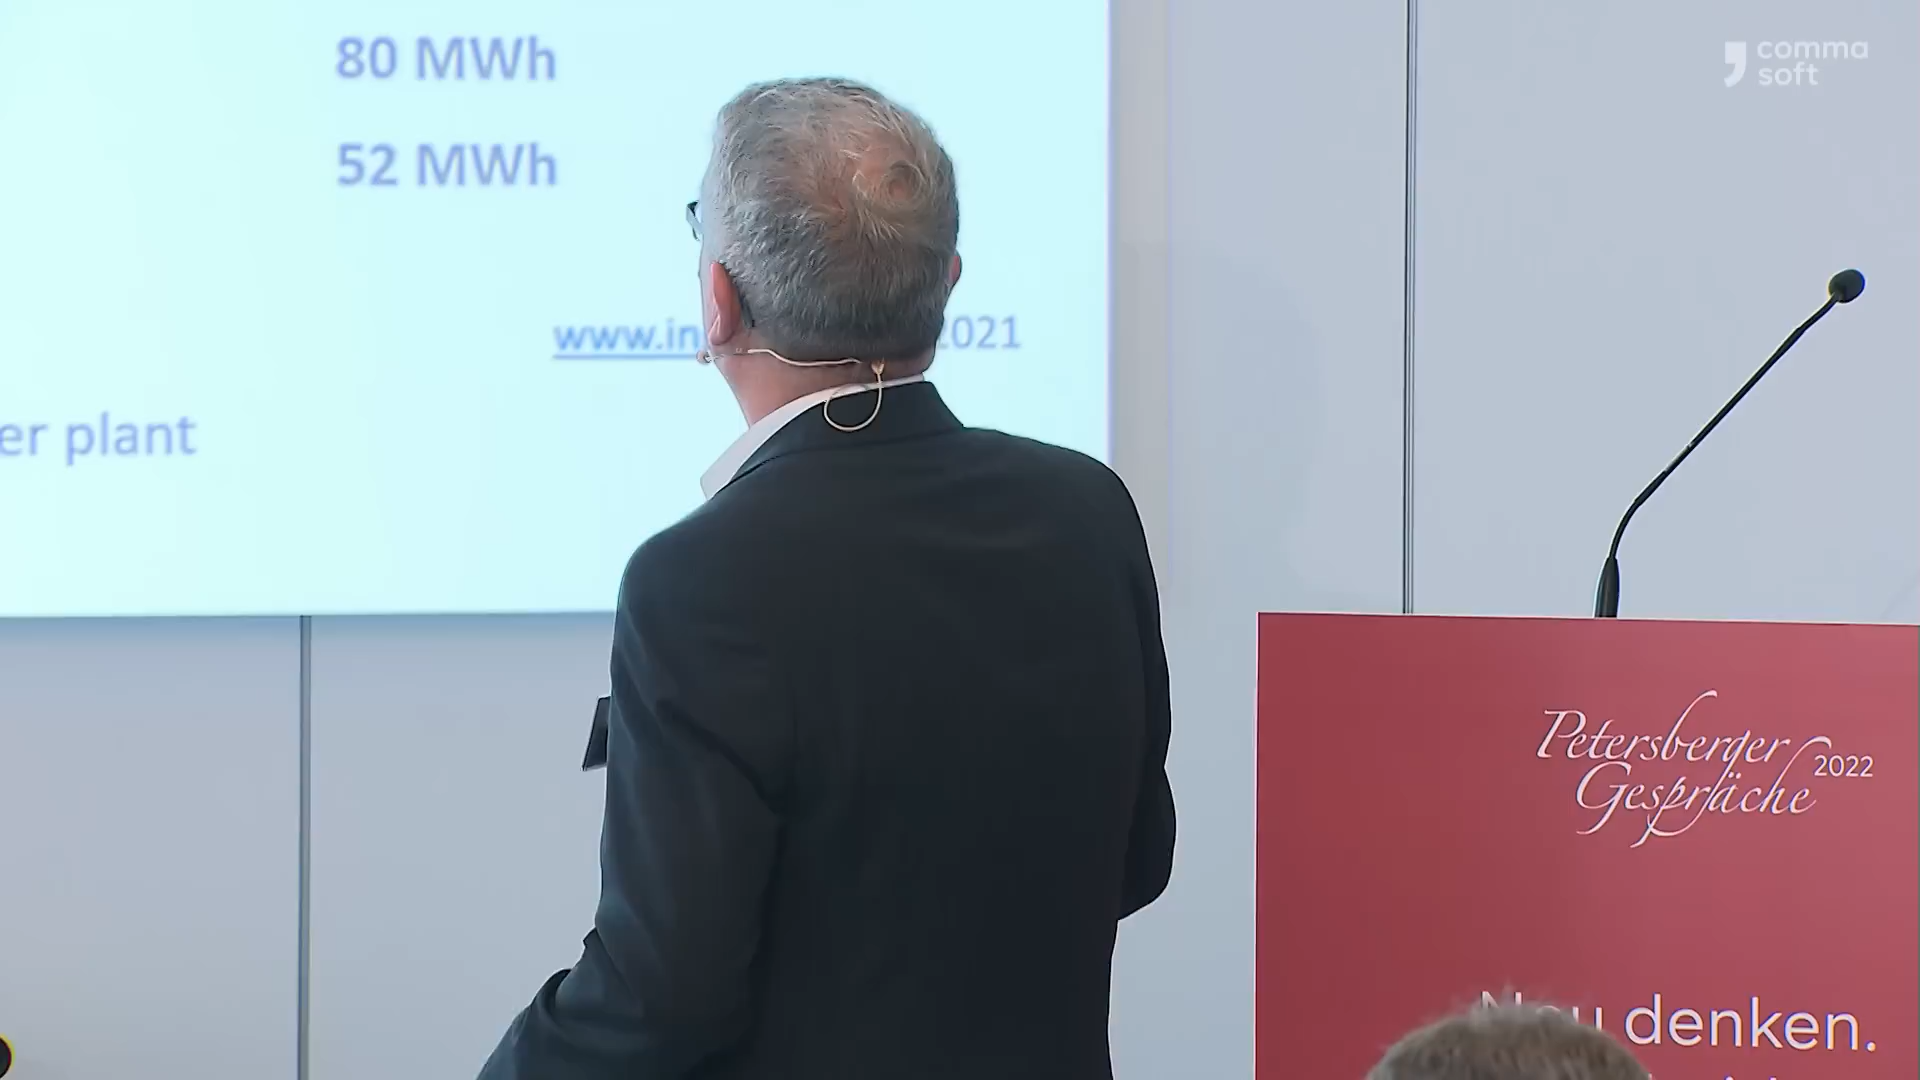 80 MWh
52 MWh
www.in 2021
er plant
comma
soft
Petersberger
Gespräche 2022
denken.